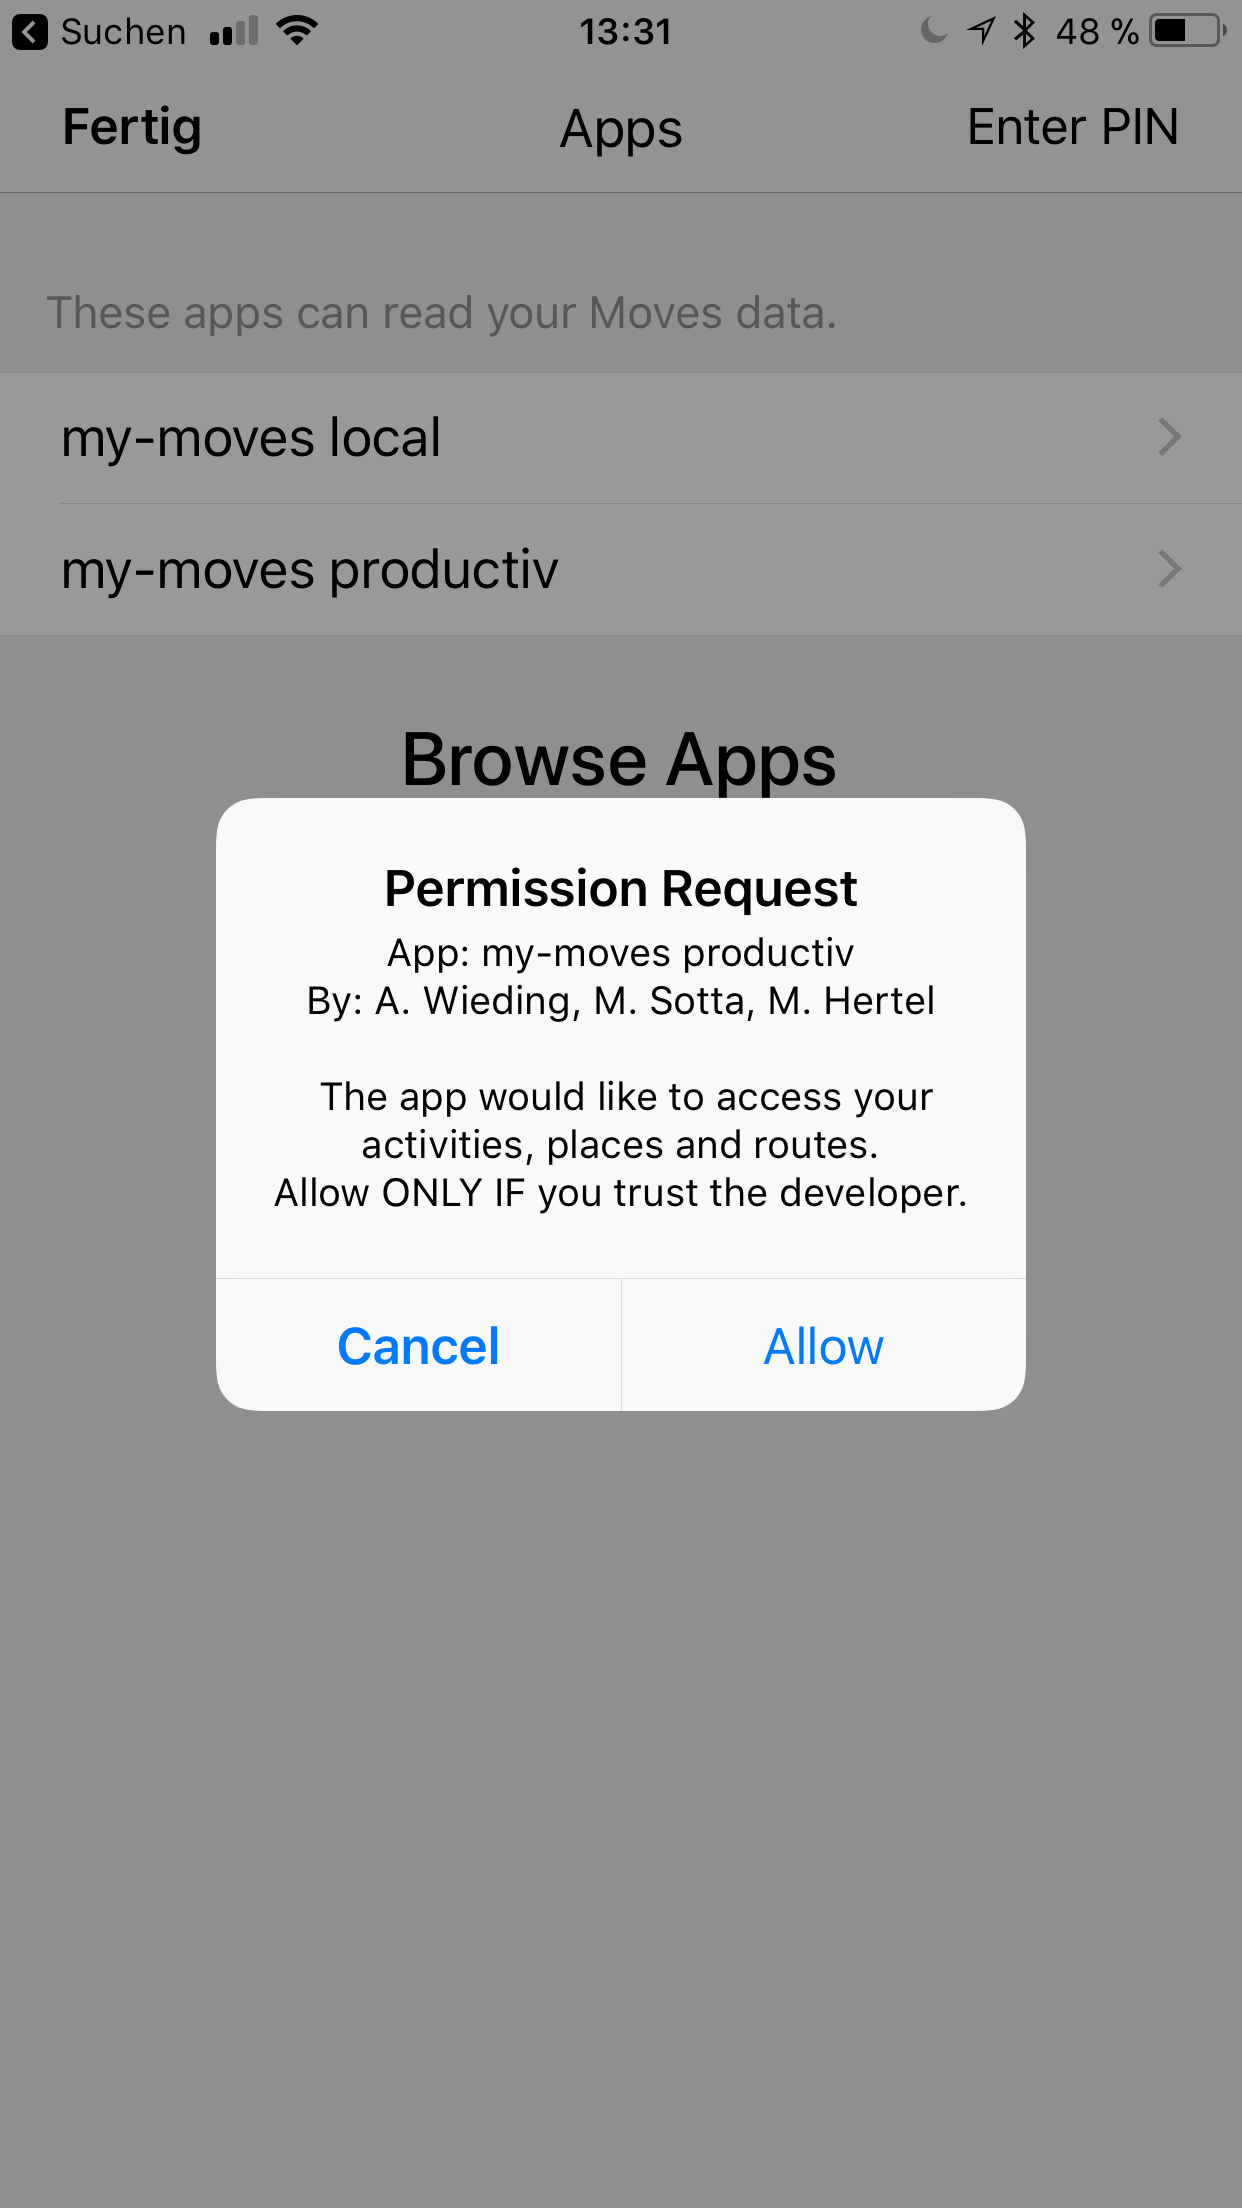 Suchen 13:31 48 %
Fertig Apps Enter PIN
These apps can read your Moves data.
my-moves local
my-moves productiv
Browse Apps
Permission Request
App: my-moves productiv
By: A. Wieding, M. Sotta, M. Hertel
The app would like to access your
activities, places and routes.
Allow ONLY IF you trust the developer.
Cancel Allow